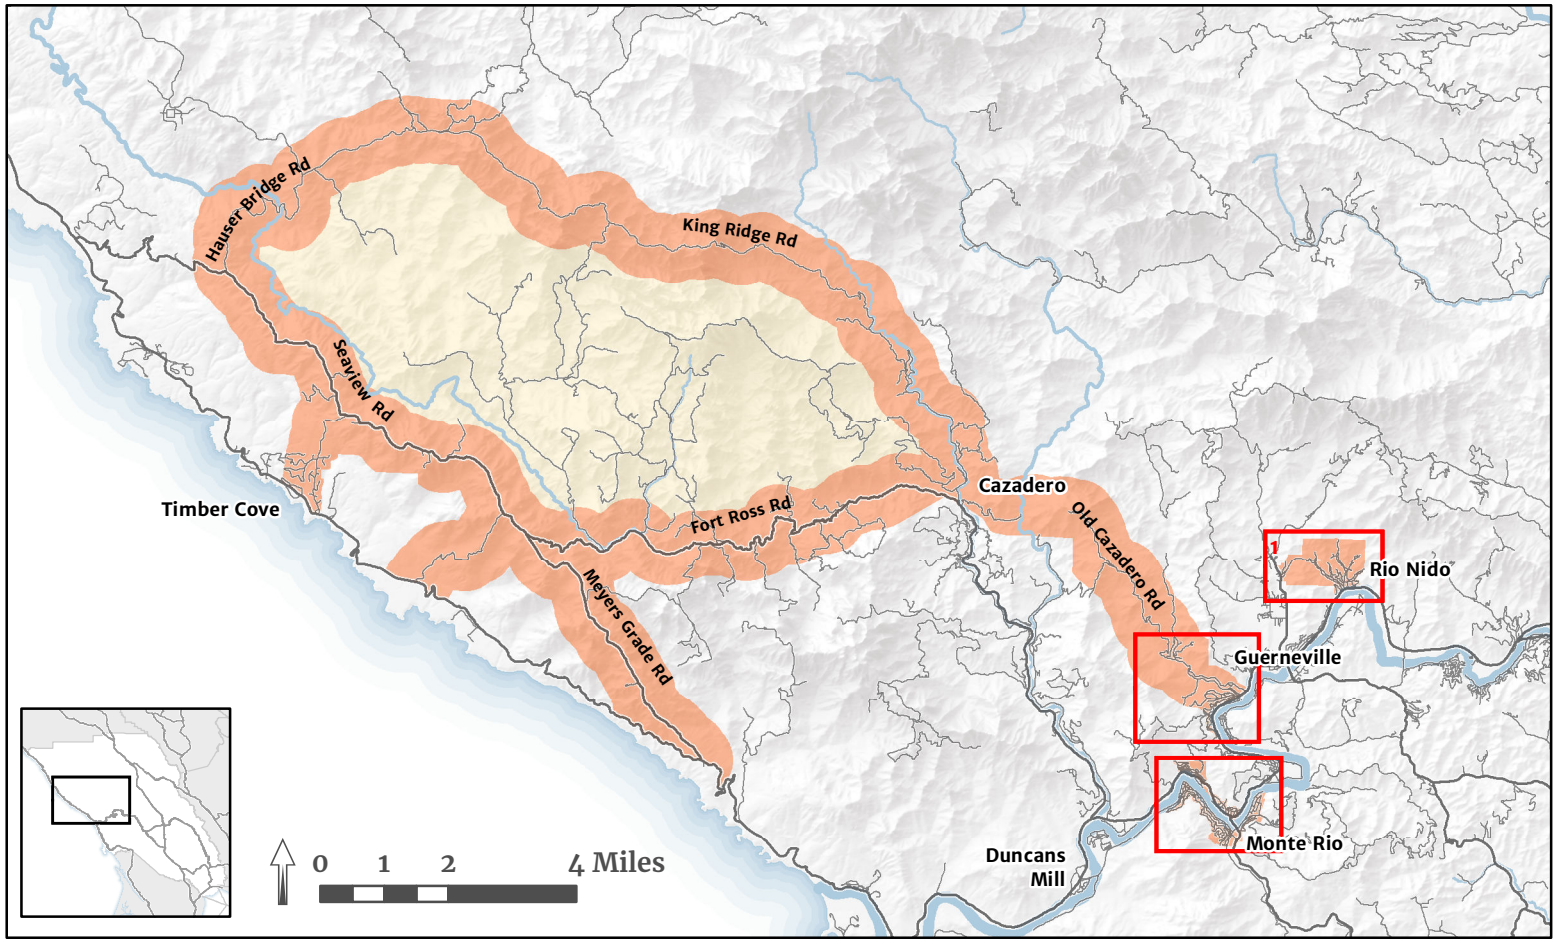 Hauser Bridge Rd
King Ridge Rd
Seaview Rd
Timber Cove
Cazadero
Fort Ross Rd
Old Cazadero Rd
1
Rio Nido
Meyers Grade Rd
Guerneville
Monte Rio
Duncans
Mill
0 1 2 4 Miles